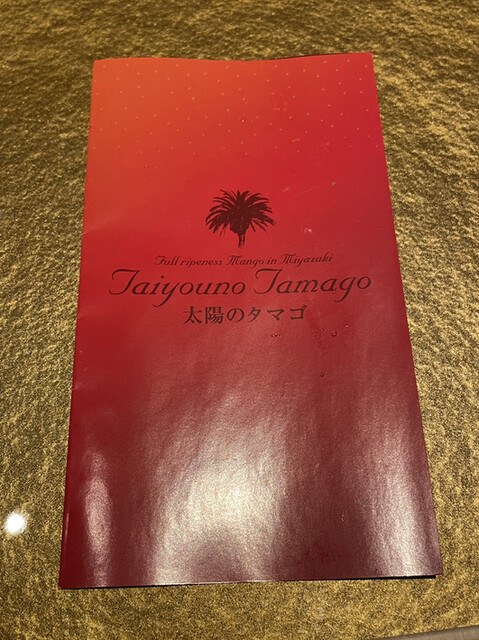 Full ripeness Mango in Miyazaki
Taiyouno Tamago
太陽のタマゴ